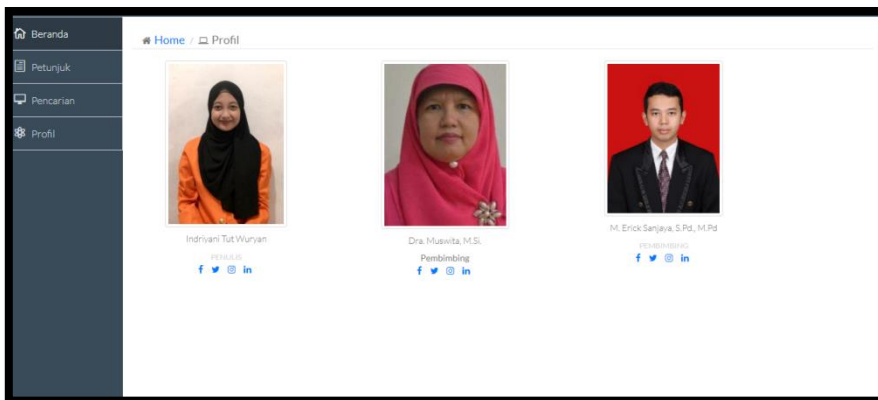 Beranda
Petunjuk
Pencarian
Profil
Home / Profil
Indriyani Tut Wuryan
PENULIS
Dra. Muswita, M.Si.
Pembimbing
M. Erick Sanjaya, S.Pd., M.Pd
PEMBIMBING